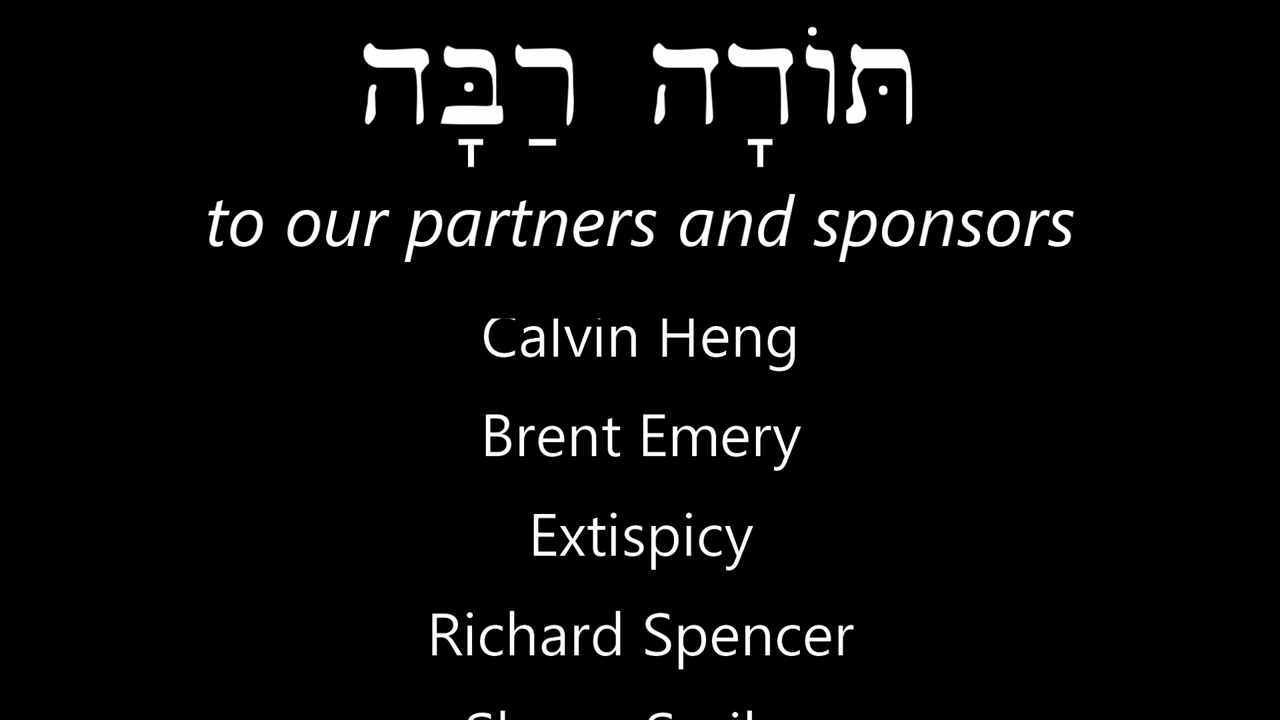 תּוֹדָה רַבָּה
to our partners and sponsors
Calvin Heng
Brent Emery
Extispicy
Richard Spencer